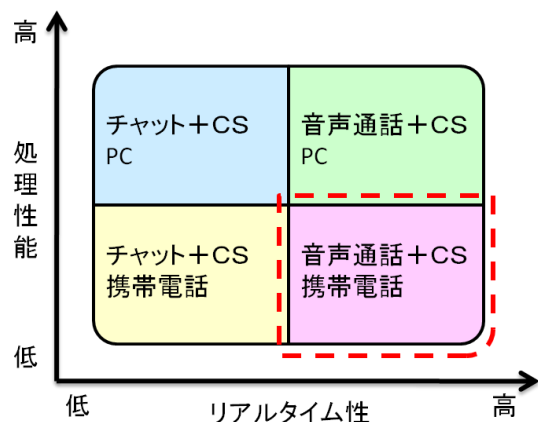 高
処理性能
低
チャット＋CS
PC
音声通話＋CS
PC
チャット＋CS
携帯電話
音声通話＋CS
携帯電話
低
リアルタイム性
高